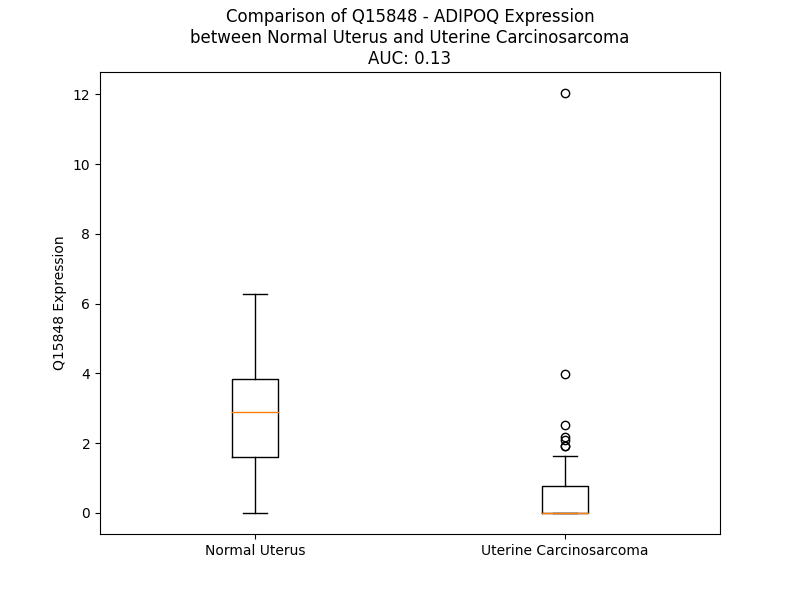 Comparison of Q15848 - ADIPOQ Expression
between Normal Uterus and Uterine Carcinosarcoma
AUC: 0.13
12
10
8
6
4
2
0
Q15848 Expression
Normal Uterus
Uterine Carcinosarcoma